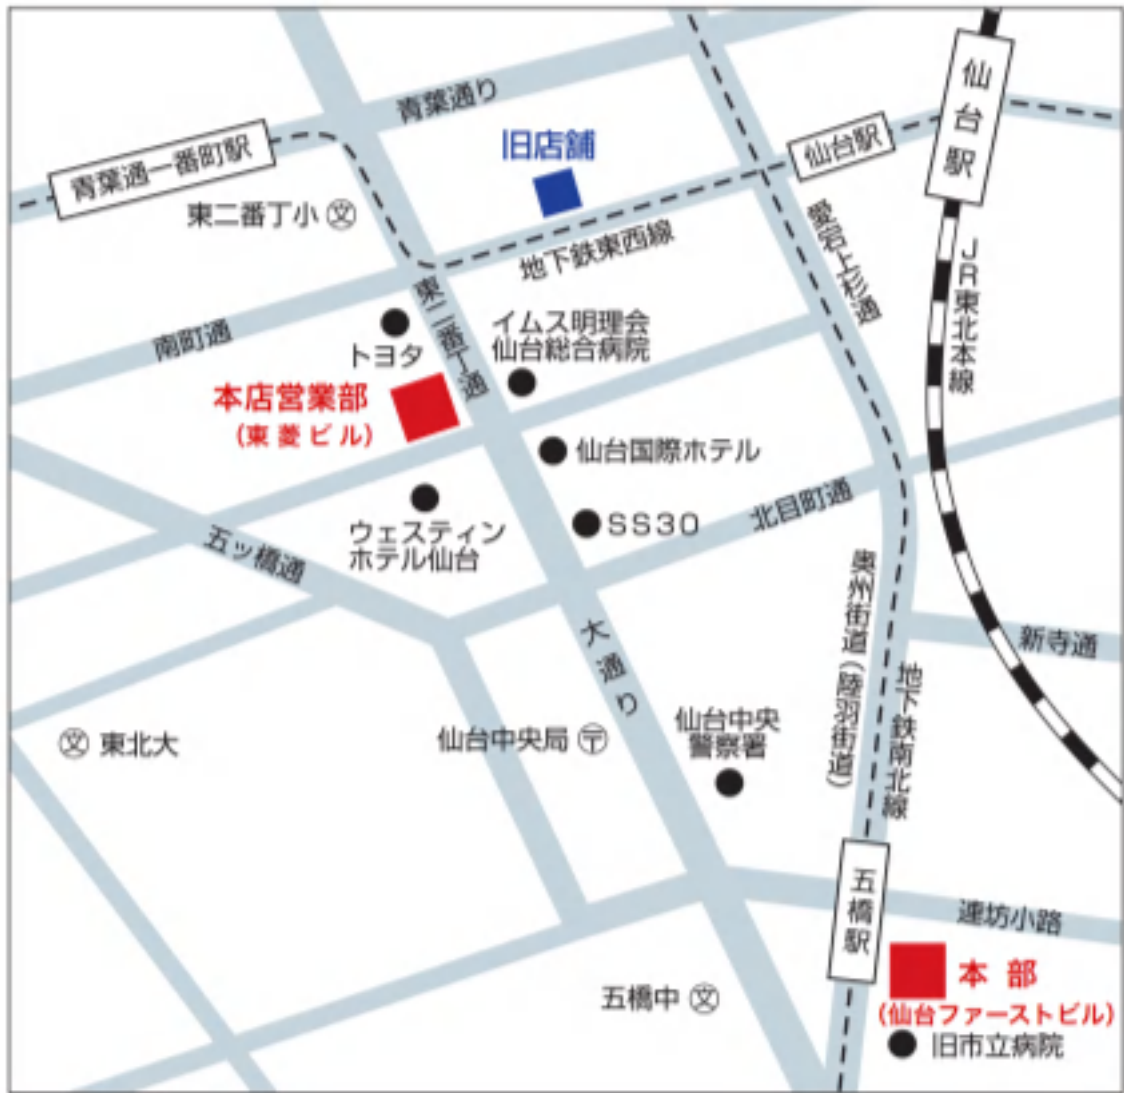 仙台駅
青葉通り
旧店舗
仙台駅
青葉通一番町駅
東二番丁小 文
愛宕上杉通
地下鉄東西線
JR東北本線
東二番丁通
南町通
トヨタ
イムス明理会
仙台総合病院
本店営業部
(東菱ビル)
仙台国際ホテル
北目町通
SS30
ウェスティン
ホテル仙台
五ッ橋通
奥州街道(陸羽街道)
大通り
新寺通
地下鉄南北線
文 東北大
仙台中央局 〒
仙台中央
警察署
五橋駅
連坊小路
本部
(仙台ファーストビル)
五橋中 文
旧市立病院